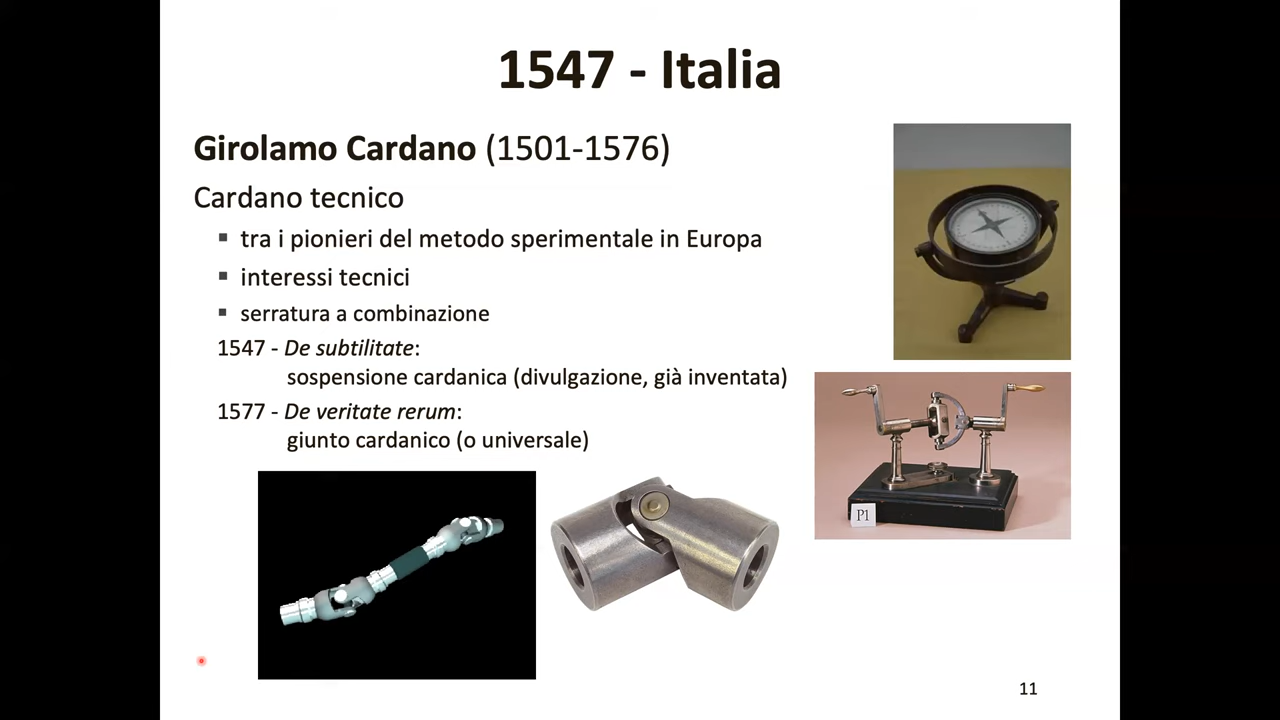 1547 - Italia
Girolamo Cardano (1501-1576)
Cardano tecnico
▪ tra i pionieri del metodo sperimentale in Europa
▪ interessi tecnici
▪ serratura a combinazione
1547 - De subtilitate:
sospensione cardanica (divulgazione, già inventata)
1577 - De veritate rerum:
giunto cardanico (o universale)
P1
11